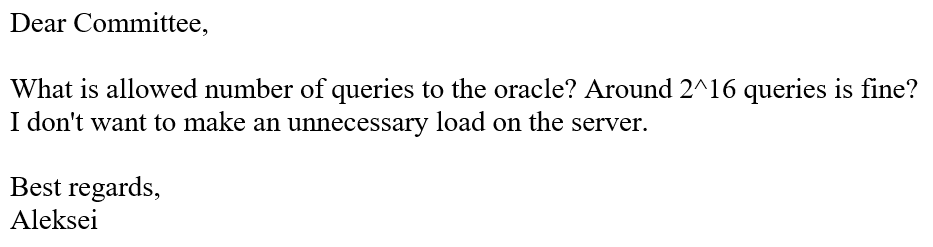 Dear Committee,
What is allowed number of queries to the oracle? Around 2^16 queries is fine?
I don't want to make an unnecessary load on the server.
Best regards,
Aleksei